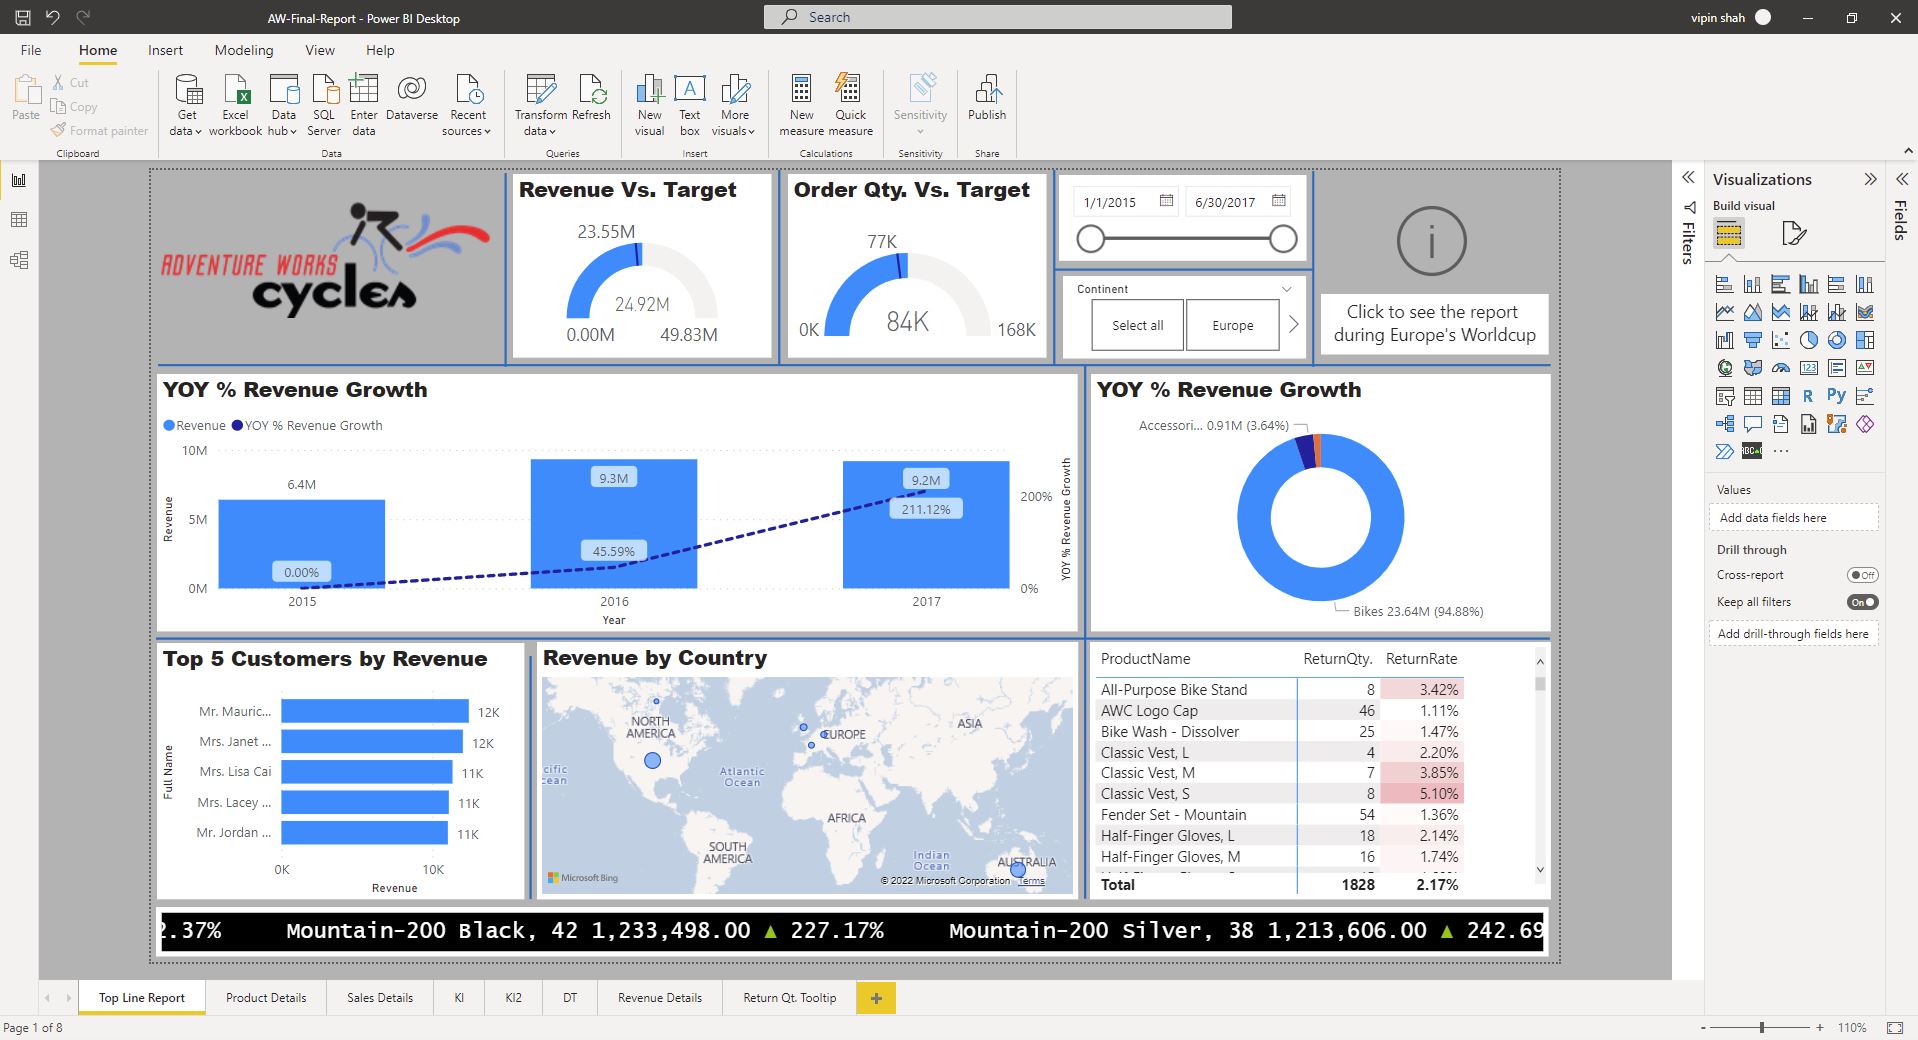 AW-Final-Report - Power BI Desktop
Search
vipin shah
File
Home
Insert
Modeling
View
Help
Paste
Cut
Copy
Format painter
Clipboard
Get data
Excel workbook
Data hub
SQL Server
Enter data
Dataverse
Recent sources
Data
Transform data
Refresh
Queries
New visual
Text box
More visuals
Insert
New measure
Quick measure
Calculations
Sensitivity
Sensitivity
Publish
Share
ADVENTURE WORKS
cycles
Revenue Vs. Target
23.55M
24.92M
0.00M
49.83M
Order Qty. Vs. Target
77K
84K
0K
168K
1/1/2015
6/30/2017
Continent
Select all
Europe
Click to see the report
during Europe's Worldcup
YOY % Revenue Growth
Revenue
YOY % Revenue Growth
10M
5M
0M
Revenue
6.4M
9.3M
9.2M
0.00%
45.59%
211.12%
200%
0%
YOY % Revenue Growth
2015
2016
2017
Year
YOY % Revenue Growth
Accessori... 0.91M (3.64%)
Bikes 23.64M (94.88%)
Top 5 Customers by Revenue
Full Name
Mr. Mauric...
12K
Mrs. Janet ...
12K
Mrs. Lisa Cai
11K
Mrs. Lacey ...
11K
Mr. Jordan ...
11K
0K
10K
Revenue
Revenue by Country
NORTH AMERICA
EUROPE
ASIA
cific
cean
Atlantic
Ocean
AFRICA
SOUTH AMERICA
Indian
Ocean
AUSTRALIA
Microsoft Bing
© 2022 Microsoft Corporation
Terms
ProductName ReturnQty. ReturnRate
All-Purpose Bike Stand 8 3.42%
AWC Logo Cap 46 1.11%
Bike Wash - Dissolver 25 1.47%
Classic Vest, L 4 2.20%
Classic Vest, M 7 3.85%
Classic Vest, S 8 5.10%
Fender Set - Mountain 54 1.36%
Half-Finger Gloves, L 18 2.14%
Half-Finger Gloves, M 16 1.74%
Total 1828 2.17%
2.37% Mountain-200 Black, 42 1,233,498.00 ▲ 227.17% Mountain-200 Silver, 38 1,213,606.00 ▲ 242.69
Top Line Report
Product Details
Sales Details
KI
KI2
DT
Revenue Details
Return Qt. Tooltip
+
Page 1 of 8
- + 110%
Filters
Visualizations
Build visual
123
R
Py
...
Values
Add data fields here
Drill through
Cross-report
Off
Keep all filters
On
Add drill-through fields here
Fields